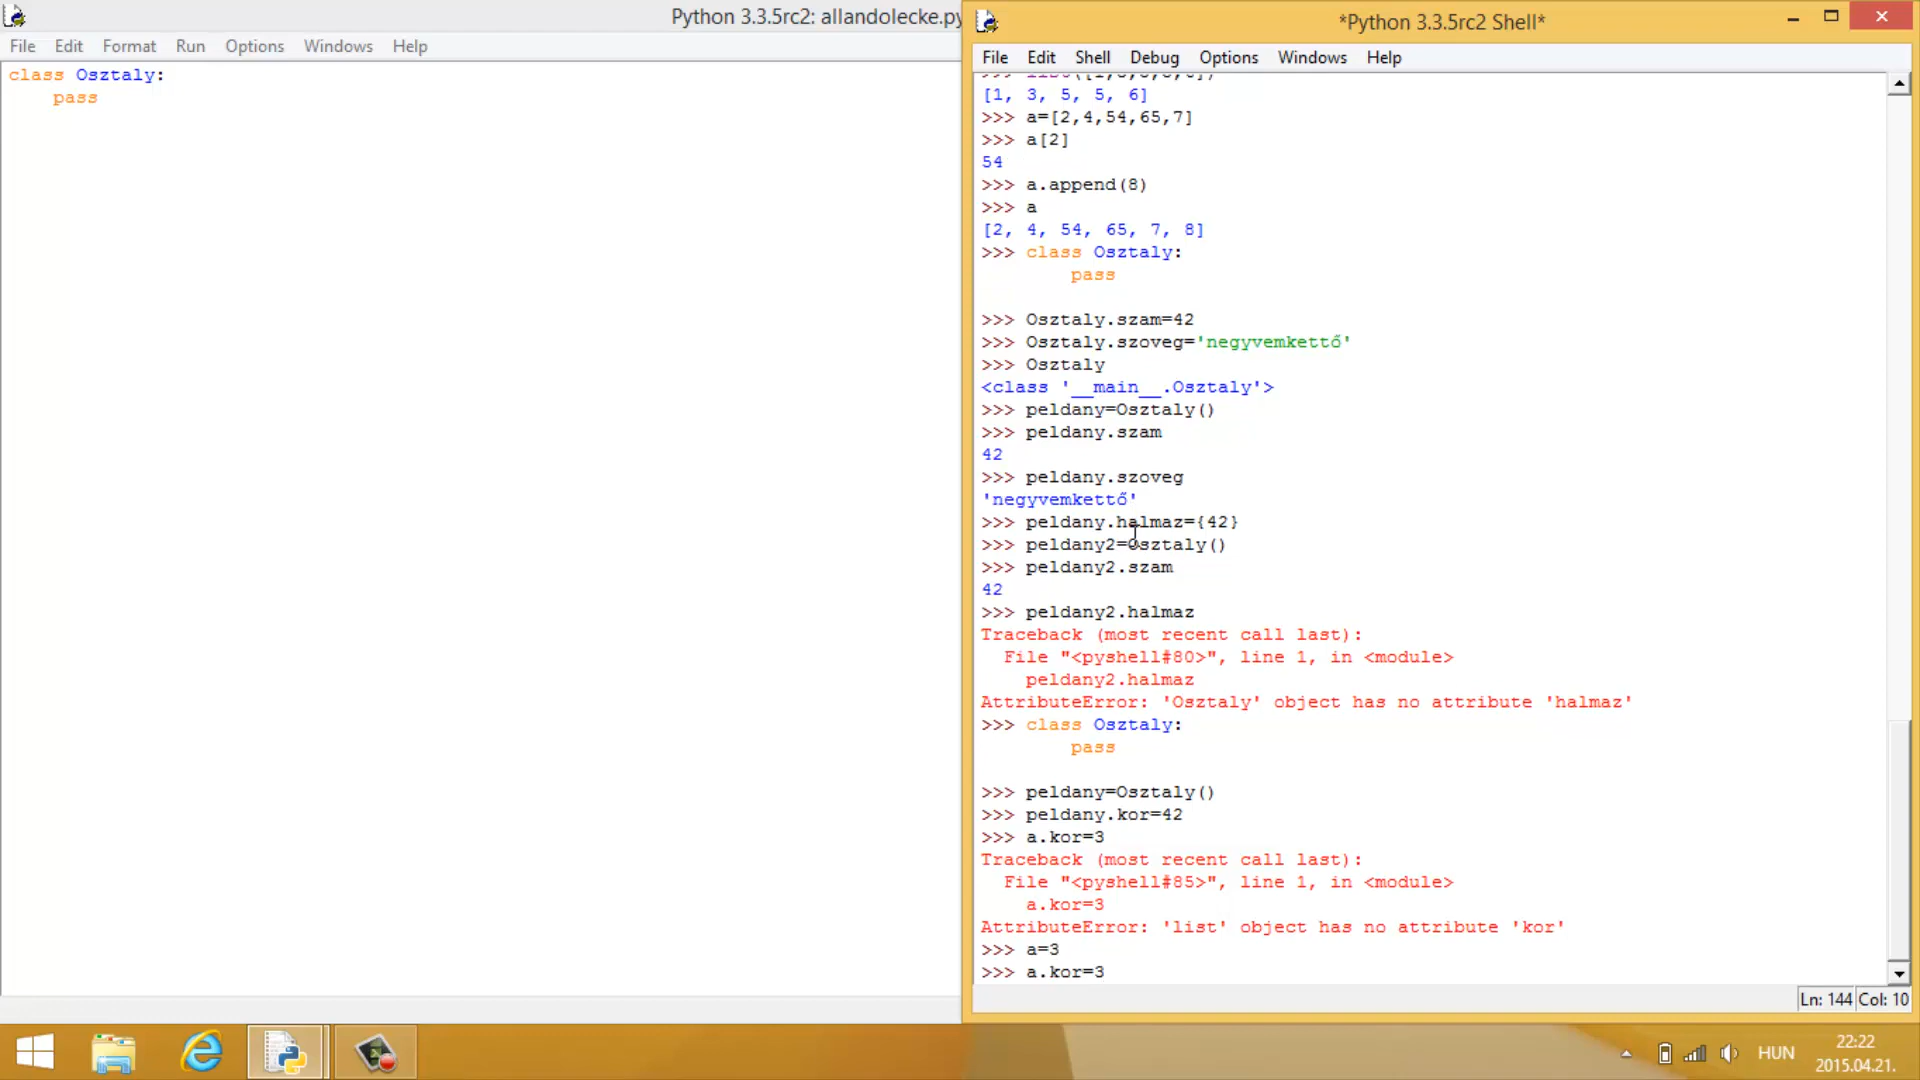 Python 3.3.5rc2: allandolecke.py
File Edit Format Run Options Windows Help
class Osztaly:
    pass
*Python 3.3.5rc2 Shell*
File Edit Shell Debug Options Windows Help
[1, 3, 5, 5, 6]
>>> a=[2,4,54,65,7]
>>> a[2]
54
>>> a.append(8)
>>> a
[2, 4, 54, 65, 7, 8]
>>> class Osztaly:
        pass
>>> Osztaly.szam=42
>>> Osztaly.szoveg='negyvemkettő'
>>> Osztaly
<class '__main__.Osztaly'>
>>> peldany=Osztaly()
>>> peldany.szam
42
>>> peldany.szoveg
'negyvemkettő'
>>> peldany.halmaz={42}
>>> peldany2=Osztaly()
>>> peldany2.szam
42
>>> peldany2.halmaz
Traceback (most recent call last):
  File "<pyshell#80>", line 1, in <module>
    peldany2.halmaz
AttributeError: 'Osztaly' object has no attribute 'halmaz'
>>> class Osztaly:
        pass
>>> peldany=Osztaly()
>>> peldany.kor=42
>>> a.kor=3
Traceback (most recent call last):
  File "<pyshell#85>", line 1, in <module>
    a.kor=3
AttributeError: 'list' object has no attribute 'kor'
>>> a=3
>>> a.kor=3
Ln: 144 Col: 10
HUN
22:22
2015.04.21.